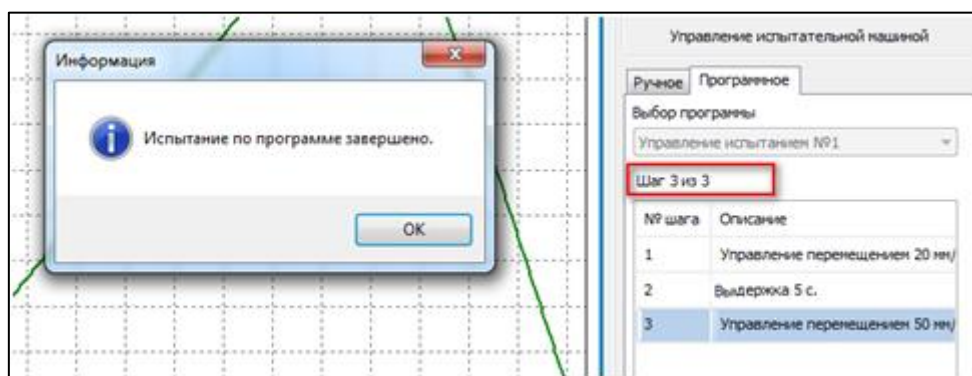 Информация
Испытание по программе завершено.
OK
Управление испытательной машиной
Ручное Программное
Выбор программы
Управление испытанием №1
Шаг 3 из 3
№ шага Описание
1 Управление перемещением 20 мм/
2 Выдержка 5 с.
3 Управление перемещением 50 мм/